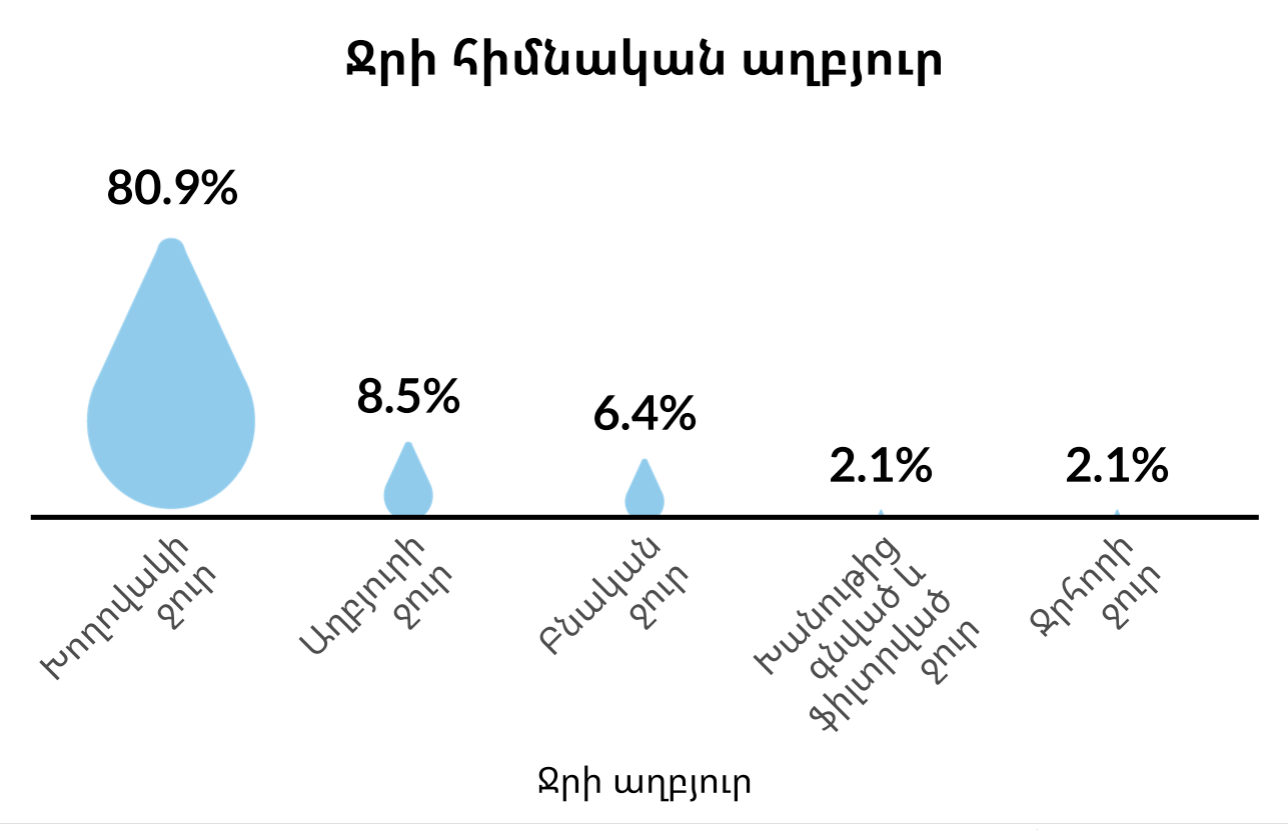 Ջրի հիմնական աղբյուր
80.9%
8.5%
6.4%
2.1%
2.1%
Խողովակի
ջուր
Աղբյուրի
ջուր
Բնական
ջուր
Խանութից
գնված և
ֆիլտրված
ջուր
Ջրհորի
ջուր
Ջրի աղբյուր